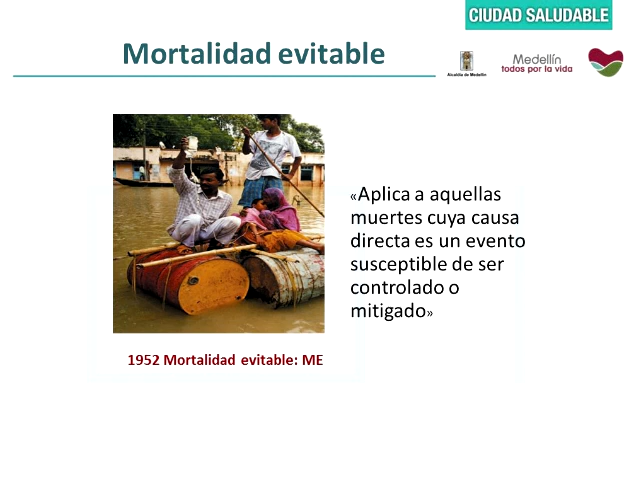 CIUDAD SALUDABLE
Mortalidad evitable
Alcaldía de Medellín
Medellín
todos por la vida
«Aplica a aquellas
muertes cuya causa
directa es un evento
susceptible de ser
controlado o
mitigado»
1952 Mortalidad evitable: ME